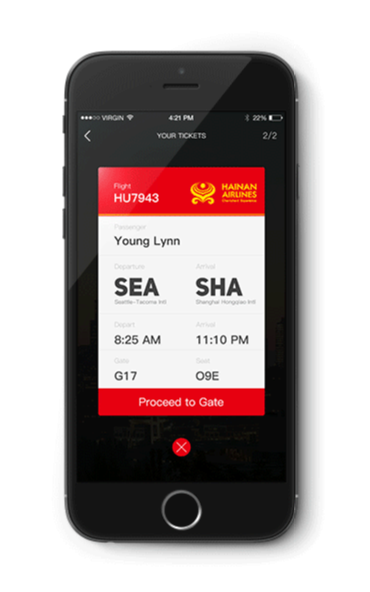 VIRGIN 4:21 PM 22%
YOUR TICKETS 2/2
Flight
HU7943
HAINAN
AIRLINES
Passenger
Young Lynn
Departure Arrival
SEA SHA
Seattle-Tacoma Intl Shanghai Hongqiao Intl
Depart Arrival
8:25 AM 11:10 PM
Gate Seat
G17 O9E
Proceed to Gate